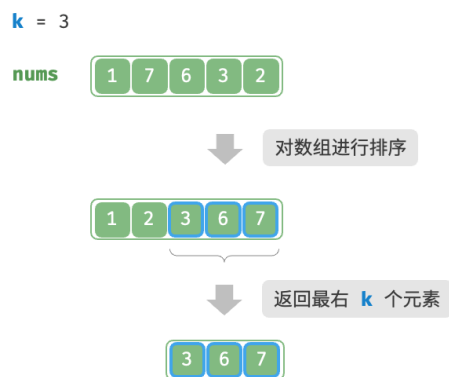 k = 3
nums 1 7 6 3 2
对数组进行排序
1 2 3 6 7
返回最右 k 个元素
3 6 7